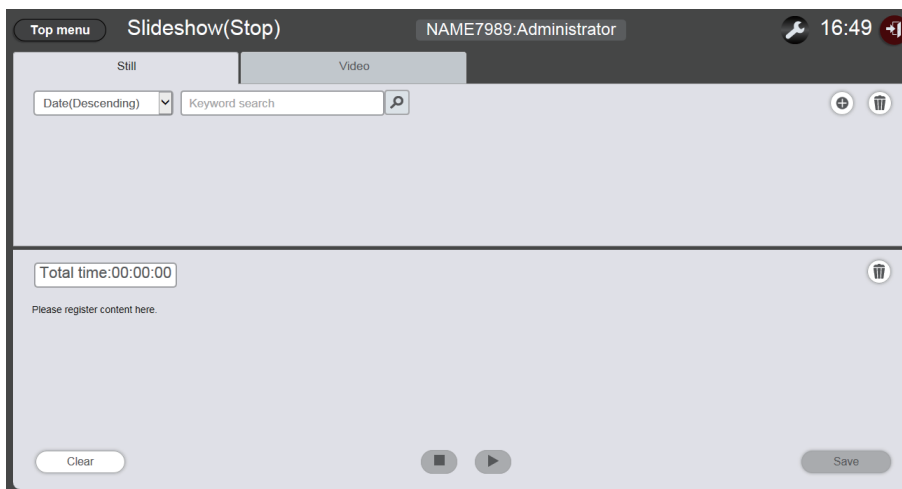 Top menu Slideshow(Stop) NAME7989:Administrator 16:49
Still Video
Date(Descending) Keyword search
Total time:00:00:00
Please register content here.
Clear Save